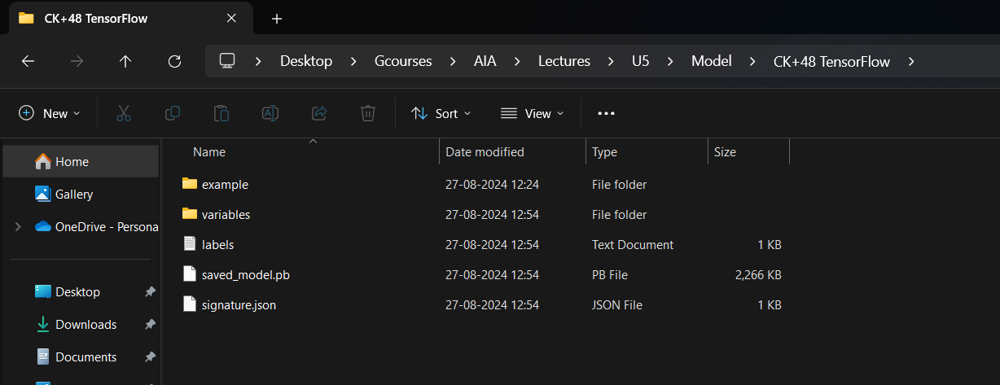 CK+48 TensorFlow
Desktop > Gcourses > AIA > Lectures > U5 > Model > CK+48 TensorFlow >
New Sort View
Name Date modified Type Size
Home
Gallery
OneDrive - Persona
Desktop
Downloads
Documents
example 27-08-2024 12:24 File folder
variables 27-08-2024 12:54 File folder
labels 27-08-2024 12:54 Text Document 1 KB
saved_model.pb 27-08-2024 12:54 PB File 2,266 KB
signature.json 27-08-2024 12:54 JSON File 1 KB